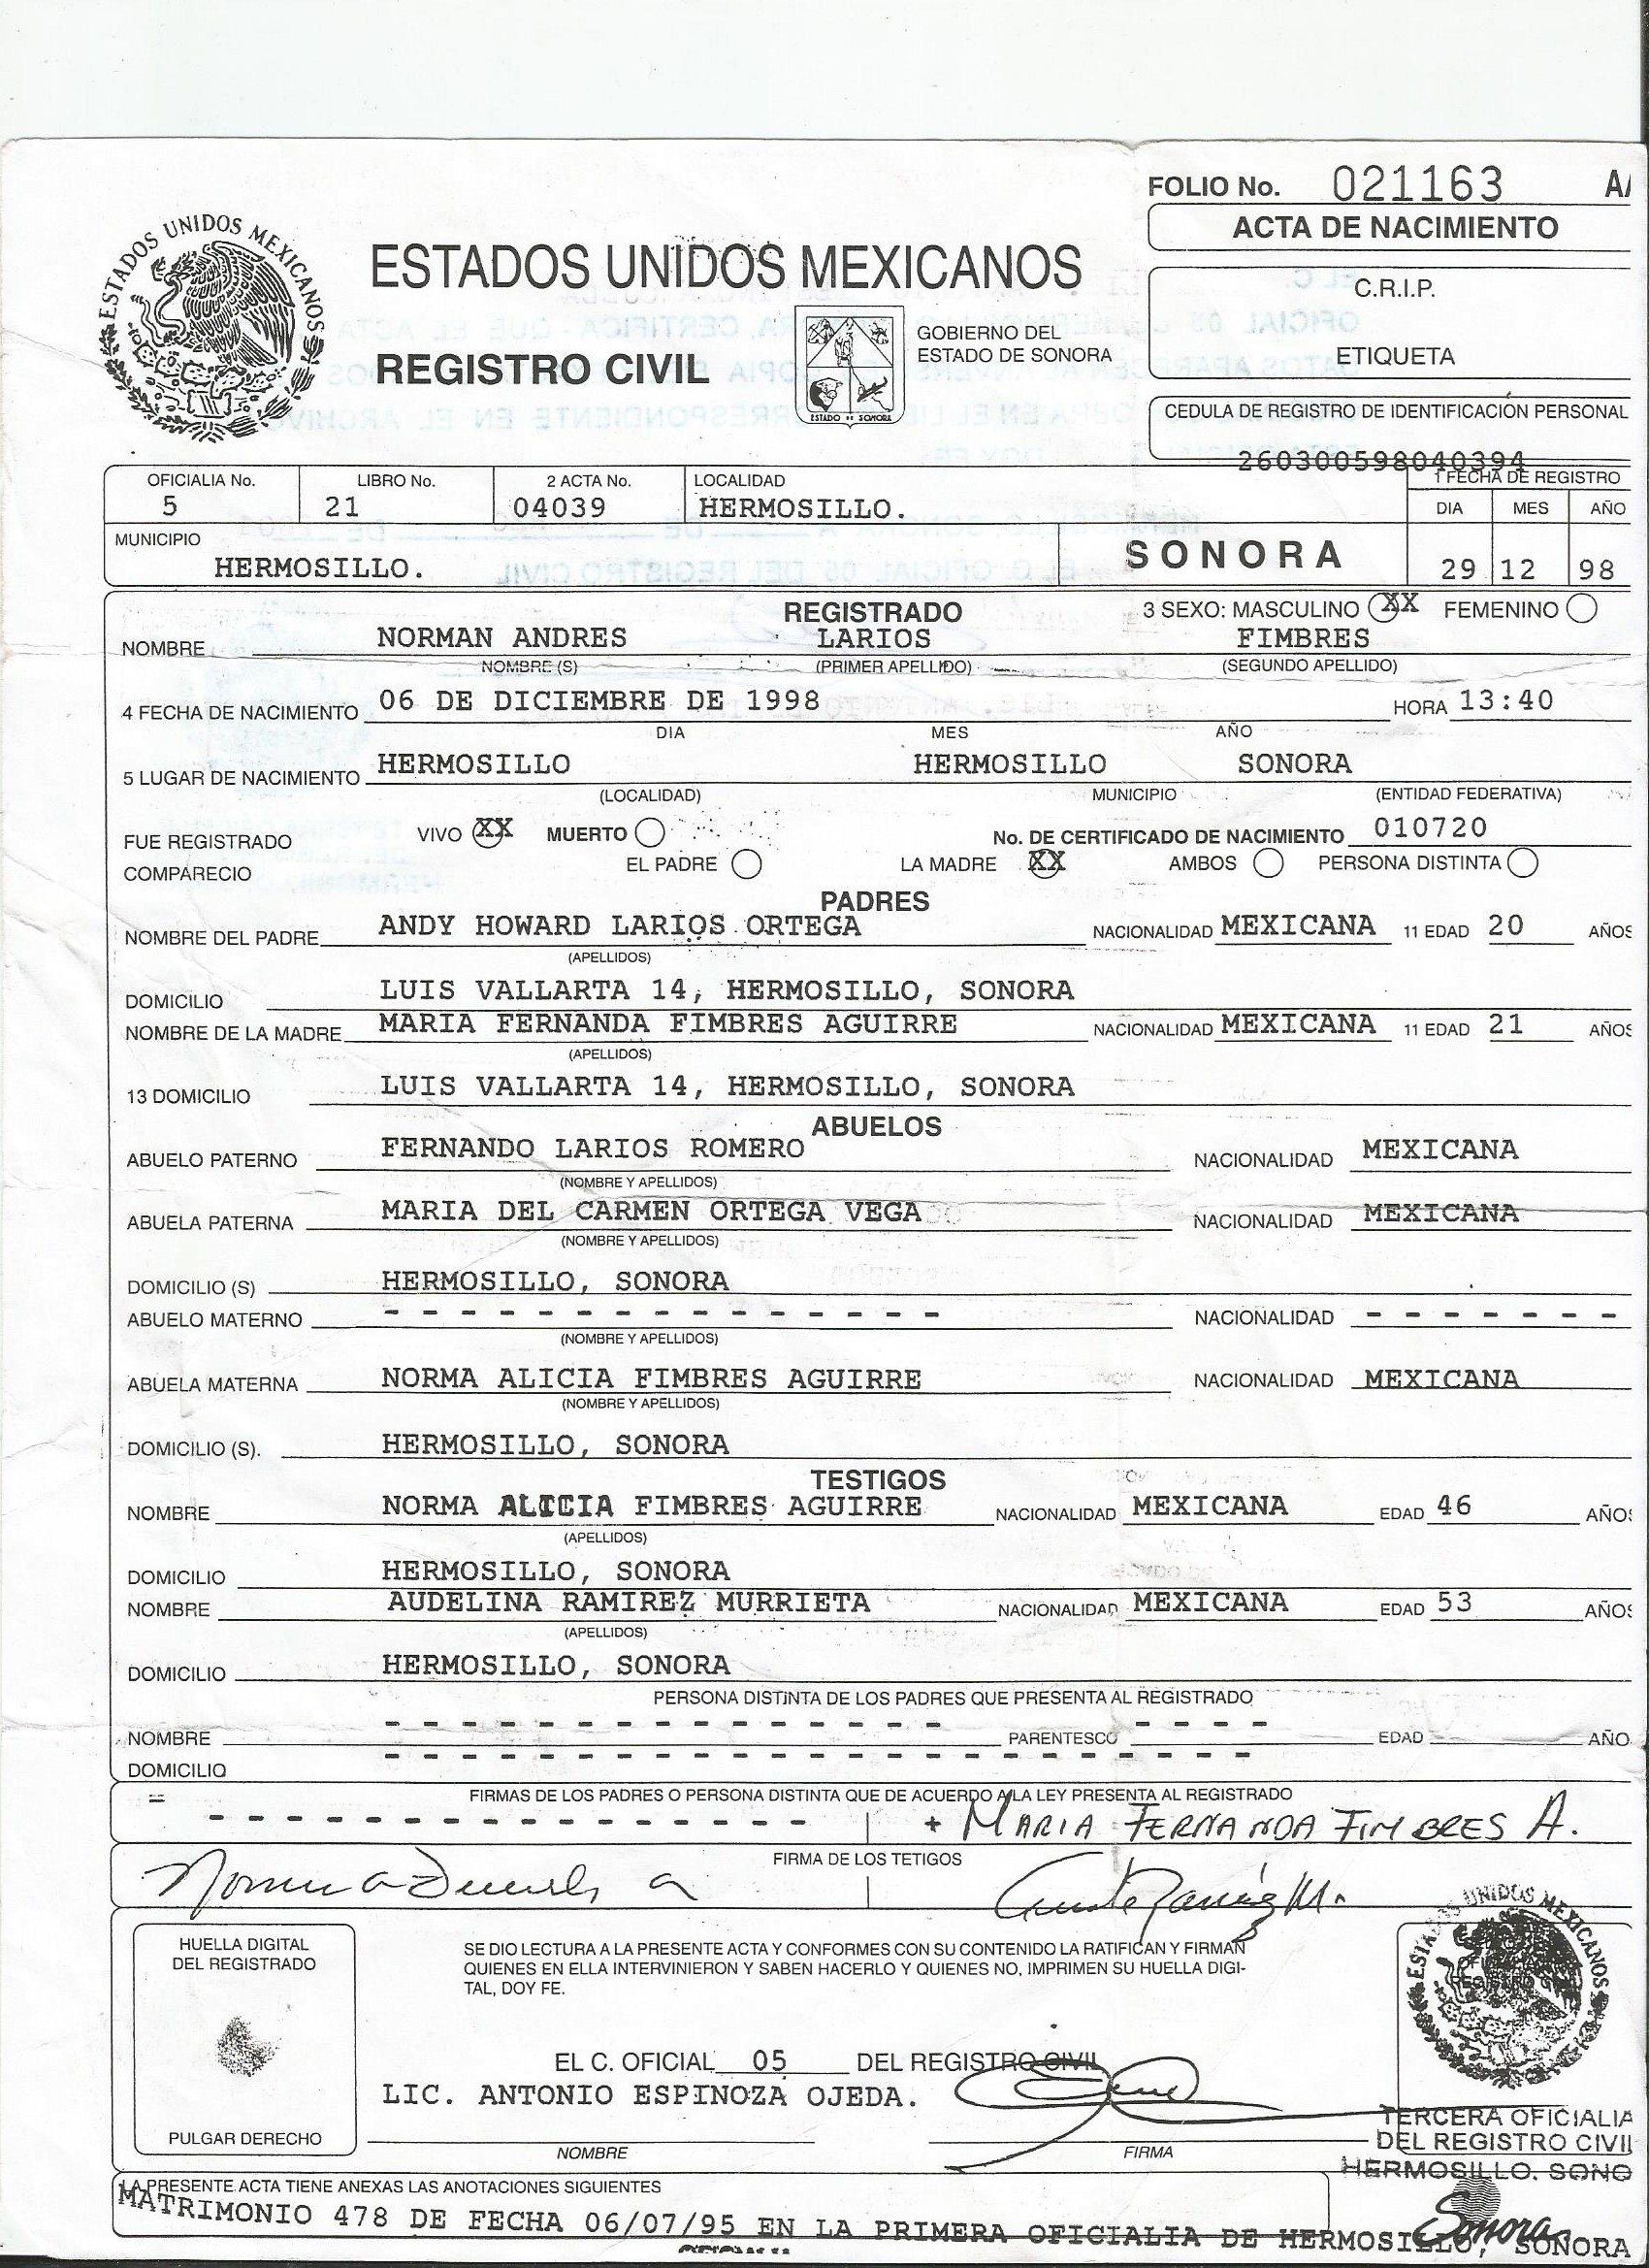 FOLIO No. 021163
ACTA DE NACIMIENTO
ESTADOS UNIDOS MEXICANOS
ESTADOS UNIDOS MEXICANOS
C.R.I.P.
GOBIERNO DEL
ESTADO DE SONORA
ESTADO DE SONORA
REGISTRO CIVIL
ETIQUETA
CEDULA DE REGISTRO DE IDENTIFICACIÓN PERSONAL
260300598040394
OFICIALIA No. LIBRO No. 2 ACTA No. LOCALIDAD 1 FECHA DE REGISTRO
5 21 04039 HERMOSILLO. DIA MES AÑO
MUNICIPIO
HERMOSILLO. SONORA 29 12 98
REGISTRADO 3 SEXO: MASCULINO XX FEMENINO
NOMBRE NORMAN ANDRES LARIOS FIMBRES
NOMBRE (S) (PRIMER APELLIDO) (SEGUNDO APELLIDO)
4 FECHA DE NACIMIENTO 06 DE DICIEMBRE DE 1998 HORA 13:40
DIA MES AÑO
5 LUGAR DE NACIMIENTO HERMOSILLO HERMOSILLO SONORA
(LOCALIDAD) MUNICIPIO (ENTIDAD FEDERATIVA)
FUE REGISTRADO VIVO XX MUERTO No. DE CERTIFICADO DE NACIMIENTO 010720
COMPARECIO EL PADRE LA MADRE XX AMBOS PERSONA DISTINTA
PADRES
NOMBRE DEL PADRE ANDY HOWARD LARIOS ORTEGA NACIONALIDAD MEXICANA 11 EDAD 20 AÑOS
(APELLIDOS)
DOMICILIO LUIS VALLARTA 14, HERMOSILLO, SONORA
NOMBRE DE LA MADRE MARIA FERNANDA FIMBRES AGUIRRE NACIONALIDAD MEXICANA 11 EDAD 21 AÑOS
(APELLIDOS)
13 DOMICILIO LUIS VALLARTA 14, HERMOSILLO, SONORA
ABUELOS
ABUELO PATERNO FERNANDO LARIOS ROMERO NACIONALIDAD MEXICANA
(NOMBRE Y APELLIDOS)
ABUELA PATERNA MARIA DEL CARMEN ORTEGA VEGA NACIONALIDAD MEXICANA
(NOMBRE Y APELLIDOS)
DOMICILIO (S) HERMOSILLO, SONORA
ABUELO MATERNO - - - - - - - - - - - - - - - NACIONALIDAD - - - - - - -
(NOMBRE Y APELLIDOS)
ABUELA MATERNA NORMA ALICIA FIMBRES AGUIRRE NACIONALIDAD MEXICANA
(NOMBRE Y APELLIDOS)
DOMICILIO (S). HERMOSILLO, SONORA
TESTIGOS
NOMBRE NORMA ALICIA FIMBRES AGUIRRE NACIONALIDAD MEXICANA EDAD 46 AÑOS
(APELLIDOS)
DOMICILIO HERMOSILLO, SONORA
NOMBRE AUDELINA RAMIREZ MURRIETA NACIONALIDAD MEXICANA EDAD 53 AÑOS
(APELLIDOS)
DOMICILIO HERMOSILLO, SONORA
PERSONA DISTINTA DE LOS PADRES QUE PRESENTA AL REGISTRADO
NOMBRE - - - - - - - - - - - - - - - PARENTESCO - - - - EDAD AÑO
DOMICILIO - - - - - - - - - - - - - - - - - - - - - - -
FIRMAS DE LOS PADRES O PERSONA DISTINTA QUE DE ACUERDO A LA LEY PRESENTA AL REGISTRADO
- - - - - - - - - - - - - - - - + MARIA FERNANDA FIMBRES A.
FIRMA DE LOS TETIGOS
HUELLA DIGITAL
DEL REGISTRADO
SE DIO LECTURA A LA PRESENTE ACTA Y CONFORMES CON SU CONTENIDO LA RATIFICAN Y FIRMAN
QUIENES EN ELLA INTERVINIERON Y SABEN HACERLO Y QUIENES NO, IMPRIMEN SU HUELLA DIGI-
TAL, DOY FE.
UNIDOS MEXICANOS
EL C. OFICIAL 05 DEL REGISTRO CIVIL
LIC. ANTONIO ESPINOZA OJEDA.
PULGAR DERECHO NOMBRE FIRMA
TERCERA OFICIALIA
DEL REGISTRO CIVIL
HERMOSILLO. SONO
LA PRESENTE ACTA TIENE ANEXAS LAS ANOTACIONES SIGUIENTES
MATRIMONIO 478 DE FECHA 06/07/95 EN LA PRIMERA OFICIALIA DE HERMOSILLO, SONORA
Sonora